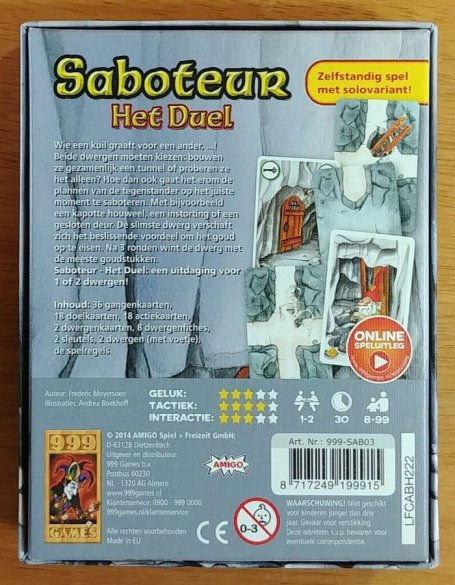 Saboteur
Het Duel
Zelfstandig spel
met solovariant!
Wie een kuil graaft voor een ander, ...!
Beide dwergen moeten kiezen: bouwen
ze gezamenlijk een tunnel of proberen ze
het alleen? Hoe dan ook gaat het erom de
plannen van de tegenstander op het juiste
moment te saboteren. Met bijvoorbeeld
een kapotte houweel, een instorting of een
gesloten deur. De slimste dwerg verschaft
zich het beslissende voordeel om het goud
op te eisen. Na 3 ronden wint de dwerg met
de meeste goudstukken.
Saboteur - Het Duel: een uitdaging voor
1 of 2 dwergen!
Inhoud: 36 gangenkaarten,
18 doelkaarten, 18 actiekaarten,
2 dwergenkaarten, 8 dwergenfiches,
2 sleutels, 2 dwergen (met voetje),
de spelregels
ONLINE
SPELUITLEG
Auteur: Frederic Moyersoen
Illustraties: Andrea Boekhoff
GELUK:
TACTIEK:
INTERACTIE:
1-2
30
8-99
999
GAMES
© 2014 AMIGO Spiel + Freizeit GmbH:
D-63128 Dietzenbach
Uitgever en distributeur:
999 Games b.v.
Postbus 60230
NL - 1320 AG Almere
www.999games.nl
Klantenservice: 0900 - 999 0000
www.999games.nl/klantenservice
Alle rechten voorbehouden
Made in EU
AMIGO
CE
0-3
Art. Nr.: 999-SAB03
8 717249 199915
WAARSCHUWING! Niet geschikt
voor kinderen jonger dan drie
jaar. Gevaar voor verstikking.
Deze adviezen s.v.p. bewaren voor
eventuele correspondentie.
LFCABH222